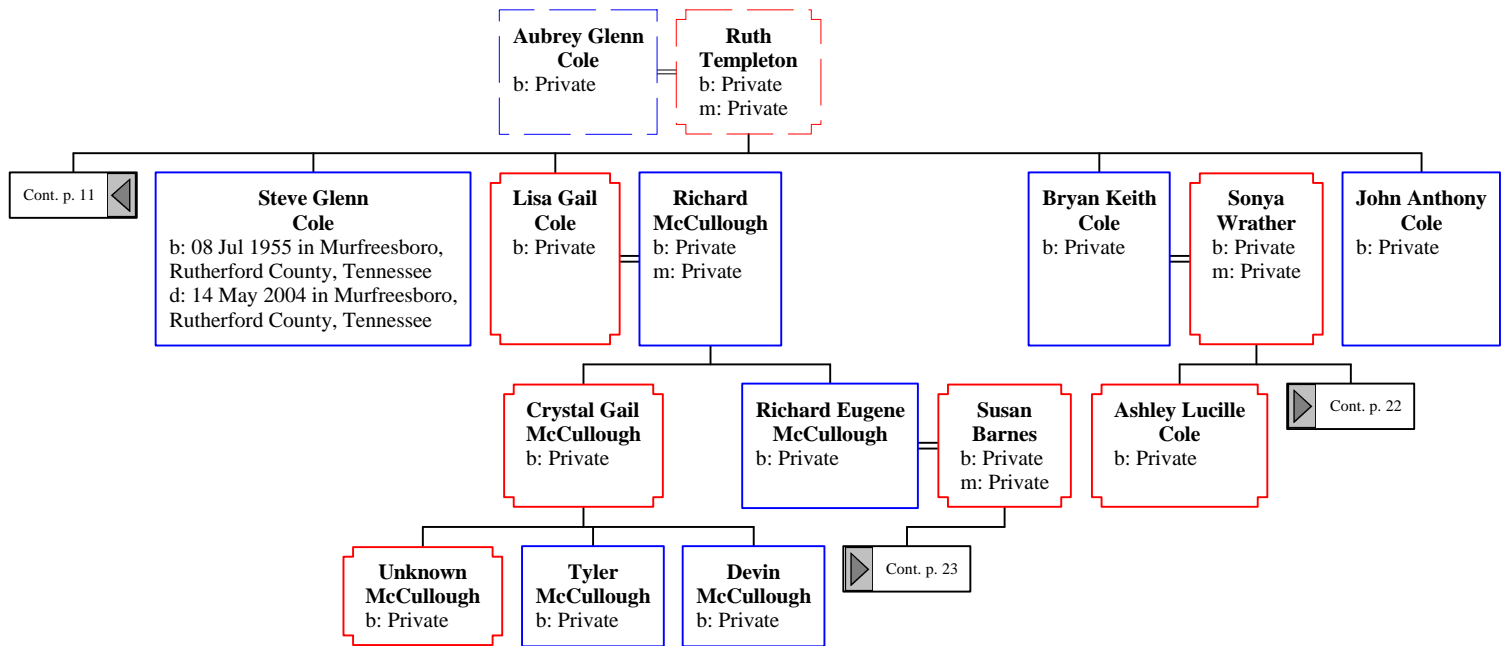 Aubrey Glenn
Cole
b: Private
Ruth
Templeton
b: Private
m: Private
Cont. p. 11
Steve Glenn
Cole
b: 08 Jul 1955 in Murfreesboro,
Rutherford County, Tennessee
d: 14 May 2004 in Murfreesboro,
Rutherford County, Tennessee
Lisa Gail
Cole
b: Private
Richard
McCullough
b: Private
m: Private
Bryan Keith
Cole
b: Private
Sonya
Wrather
b: Private
m: Private
John Anthony
Cole
b: Private
Crystal Gail
McCullough
b: Private
Richard Eugene
McCullough
b: Private
Susan
Barnes
b: Private
m: Private
Ashley Lucille
Cole
b: Private
Cont. p. 22
Unknown
McCullough
b: Private
Tyler
McCullough
b: Private
Devin
McCullough
b: Private
Cont. p. 23